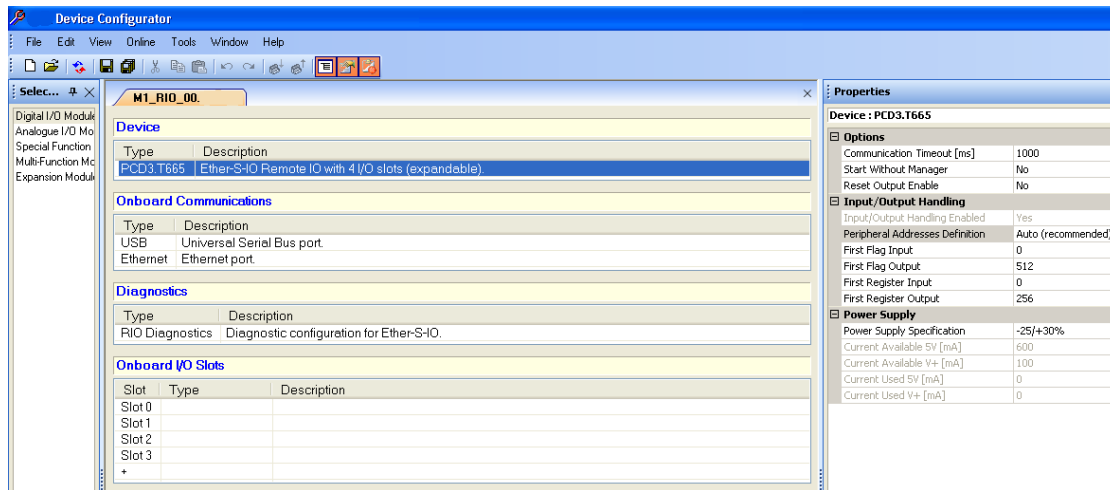 Device Configurator
File Edit View Online Tools Window Help
Selec...
Digital I/O Module
Analogue I/O Mo
Special Function
Multi-Function Mo
Expansion Module
M1_RIO_00.
Device
Type Description
PCD3.T665 Ether-S-IO Remote IO with 4 I/O slots (expandable).
Onboard Communications
Type Description
USB Universal Serial Bus port.
Ethernet Ethernet port.
Diagnostics
Type Description
RIO Diagnostics Diagnostic configuration for Ether-S-IO.
Onboard I/O Slots
Slot Type Description
Slot 0
Slot 1
Slot 2
Slot 3
+
Properties
Device : PCD3.T665
Options
Communication Timeout [ms] 1000
Start Without Manager No
Reset Output Enable No
Input/Output Handling
Input/Output Handling Enabled Yes
Peripheral Addresses Definition Auto (recommended)
First Flag Input 0
First Flag Output 512
First Register Input 0
First Register Output 256
Power Supply
Power Supply Specification -25/+30%
Current Available 5V [mA] 600
Current Available V+ [mA] 100
Current Used 5V [mA] 0
Current Used V+ [mA] 0